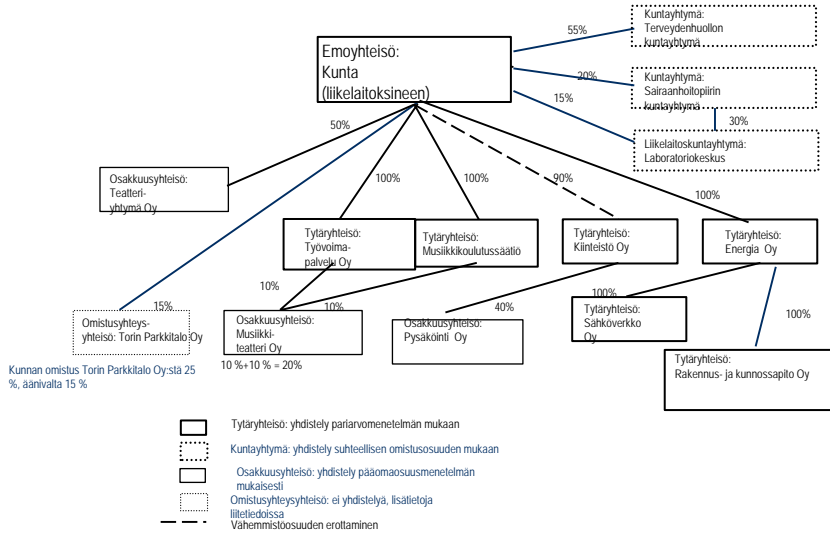 Emoyhteisö:
Kunta
(liikelaitoksineen)
55%
20%
15%
30%
Kuntayhtymä:
Terveydenhuollon
kuntayhtymä
Kuntayhtymä:
Sairaanhoitopiirin
kuntayhtymä
Liikelaitoskuntayhtymä:
Laboratoriokeskus
50%
100%
100%
90%
100%
Osakkuusyhteisö:
Teatteri-
yhtymä Oy
Tytäryhteisö:
Työvoima-
palvelu Oy
Tytäryhteisö:
Musiikkikoulutussäätiö
Tytäryhteisö:
Kiinteistö Oy
Tytäryhteisö:
Energia Oy
15%
10%
10%
40%
100%
100%
Omistusyhteys-
yhteisö: Torin Parkkitalo Oy
Osakkuusyhteisö:
Musiikki-
teatteri Oy
Osakkuusyhteisö:
Pysäköinti Oy
Tytäryhteisö:
Sähköverkko
Oy
Tytäryhteisö:
Rakennus- ja kunnossapito Oy
10 %+10 % = 20%
Kunnan omistus Torin Parkkitalo Oy:stä 25
%, äänivalta 15 %
Tytäryhteisö: yhdistely pariarvomenetelmän mukaan
Kuntayhtymä: yhdistely suhteellisen omistusosuuden mukaan
Osakkuusyhteisö: yhdistely pääomaosuusmenetelmän
mukaisesti
Omistusyhteysyhteisö: ei yhdistelyä, lisätietoja
liitetiedoissa
Vähemmistöosuuden erottaminen